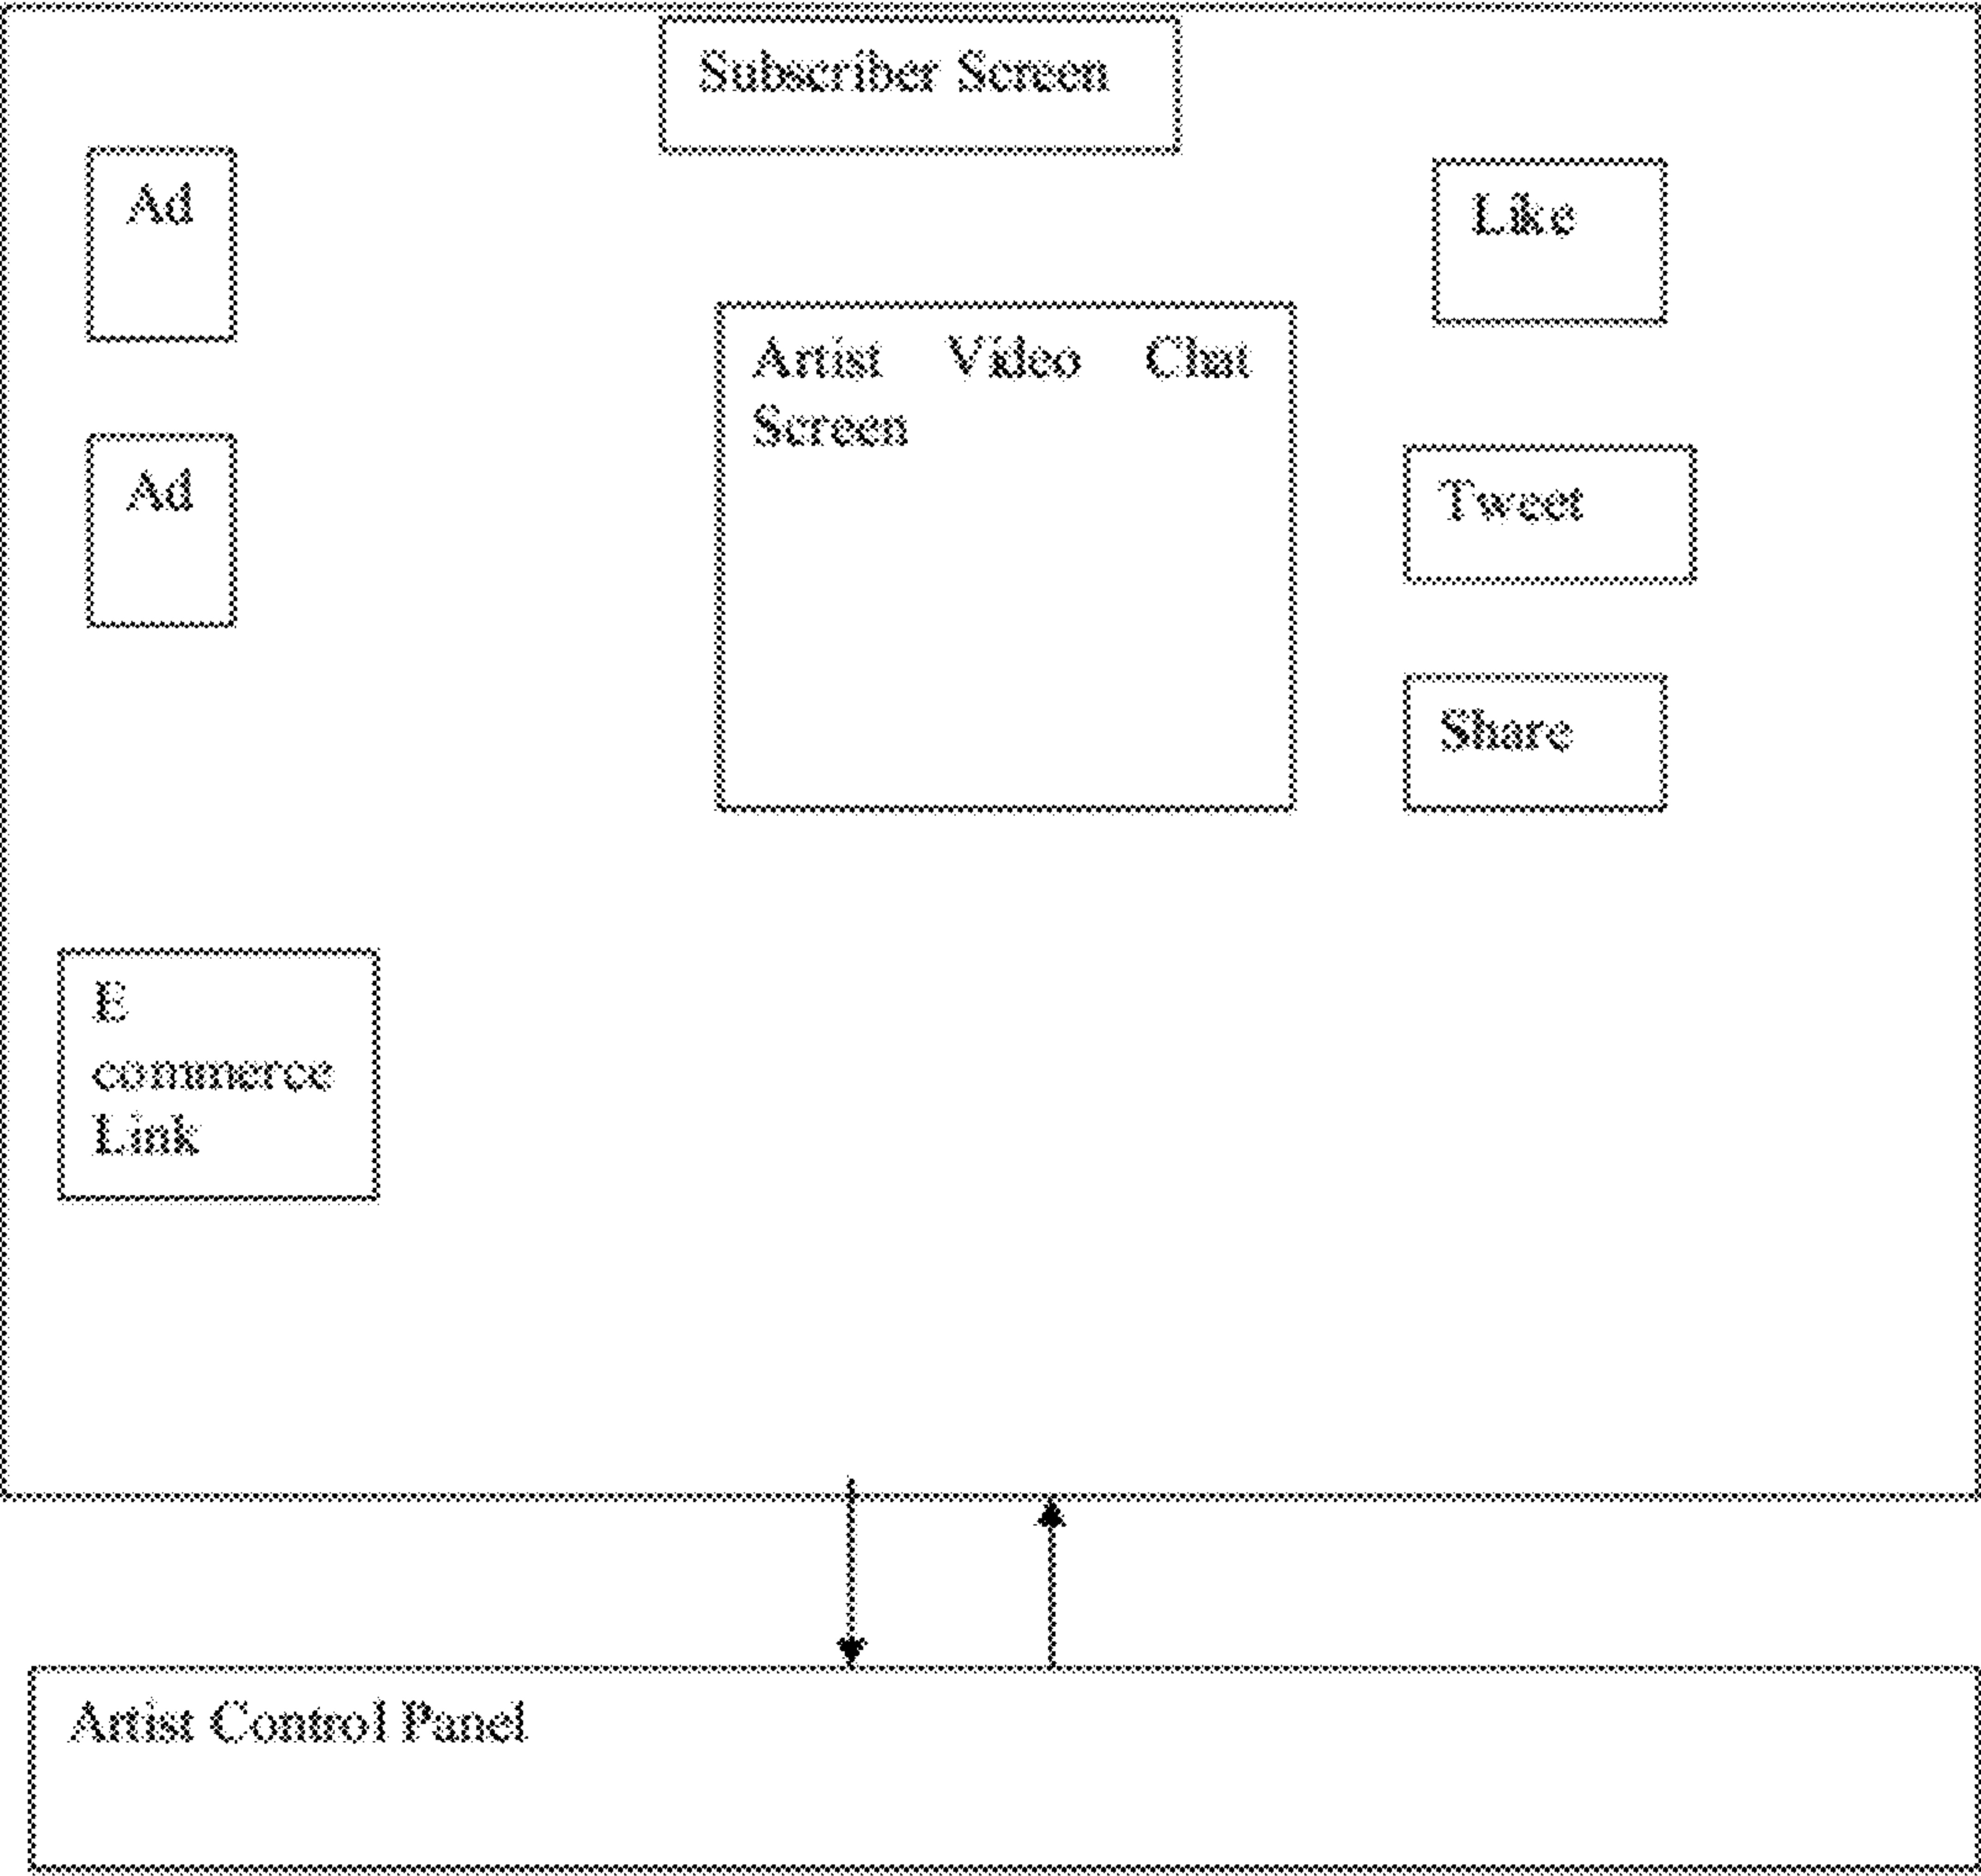 Subscriber Screen
Ad
Like
Artist Video Chat
Screen
Ad
Tweet
Share
E
commerce
Link
Artist Control Panel